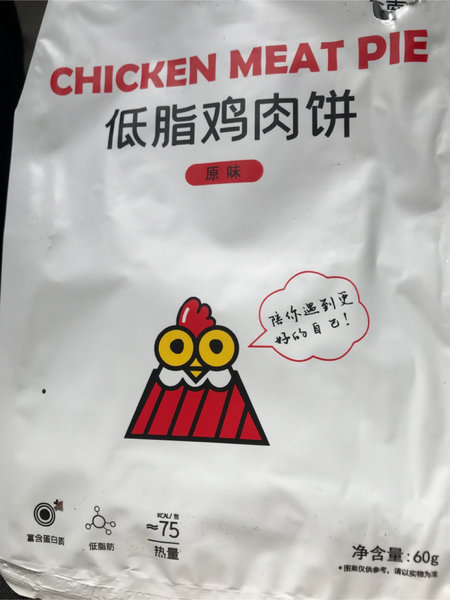 CHICKEN MEAT PIE
低脂鸡肉饼
原味
陪你遇到更
好的自己！
KCAL/包
≈75
富含蛋白质
低脂肪
热量
净含量:60g
*图案仅供参考，请以实物为准